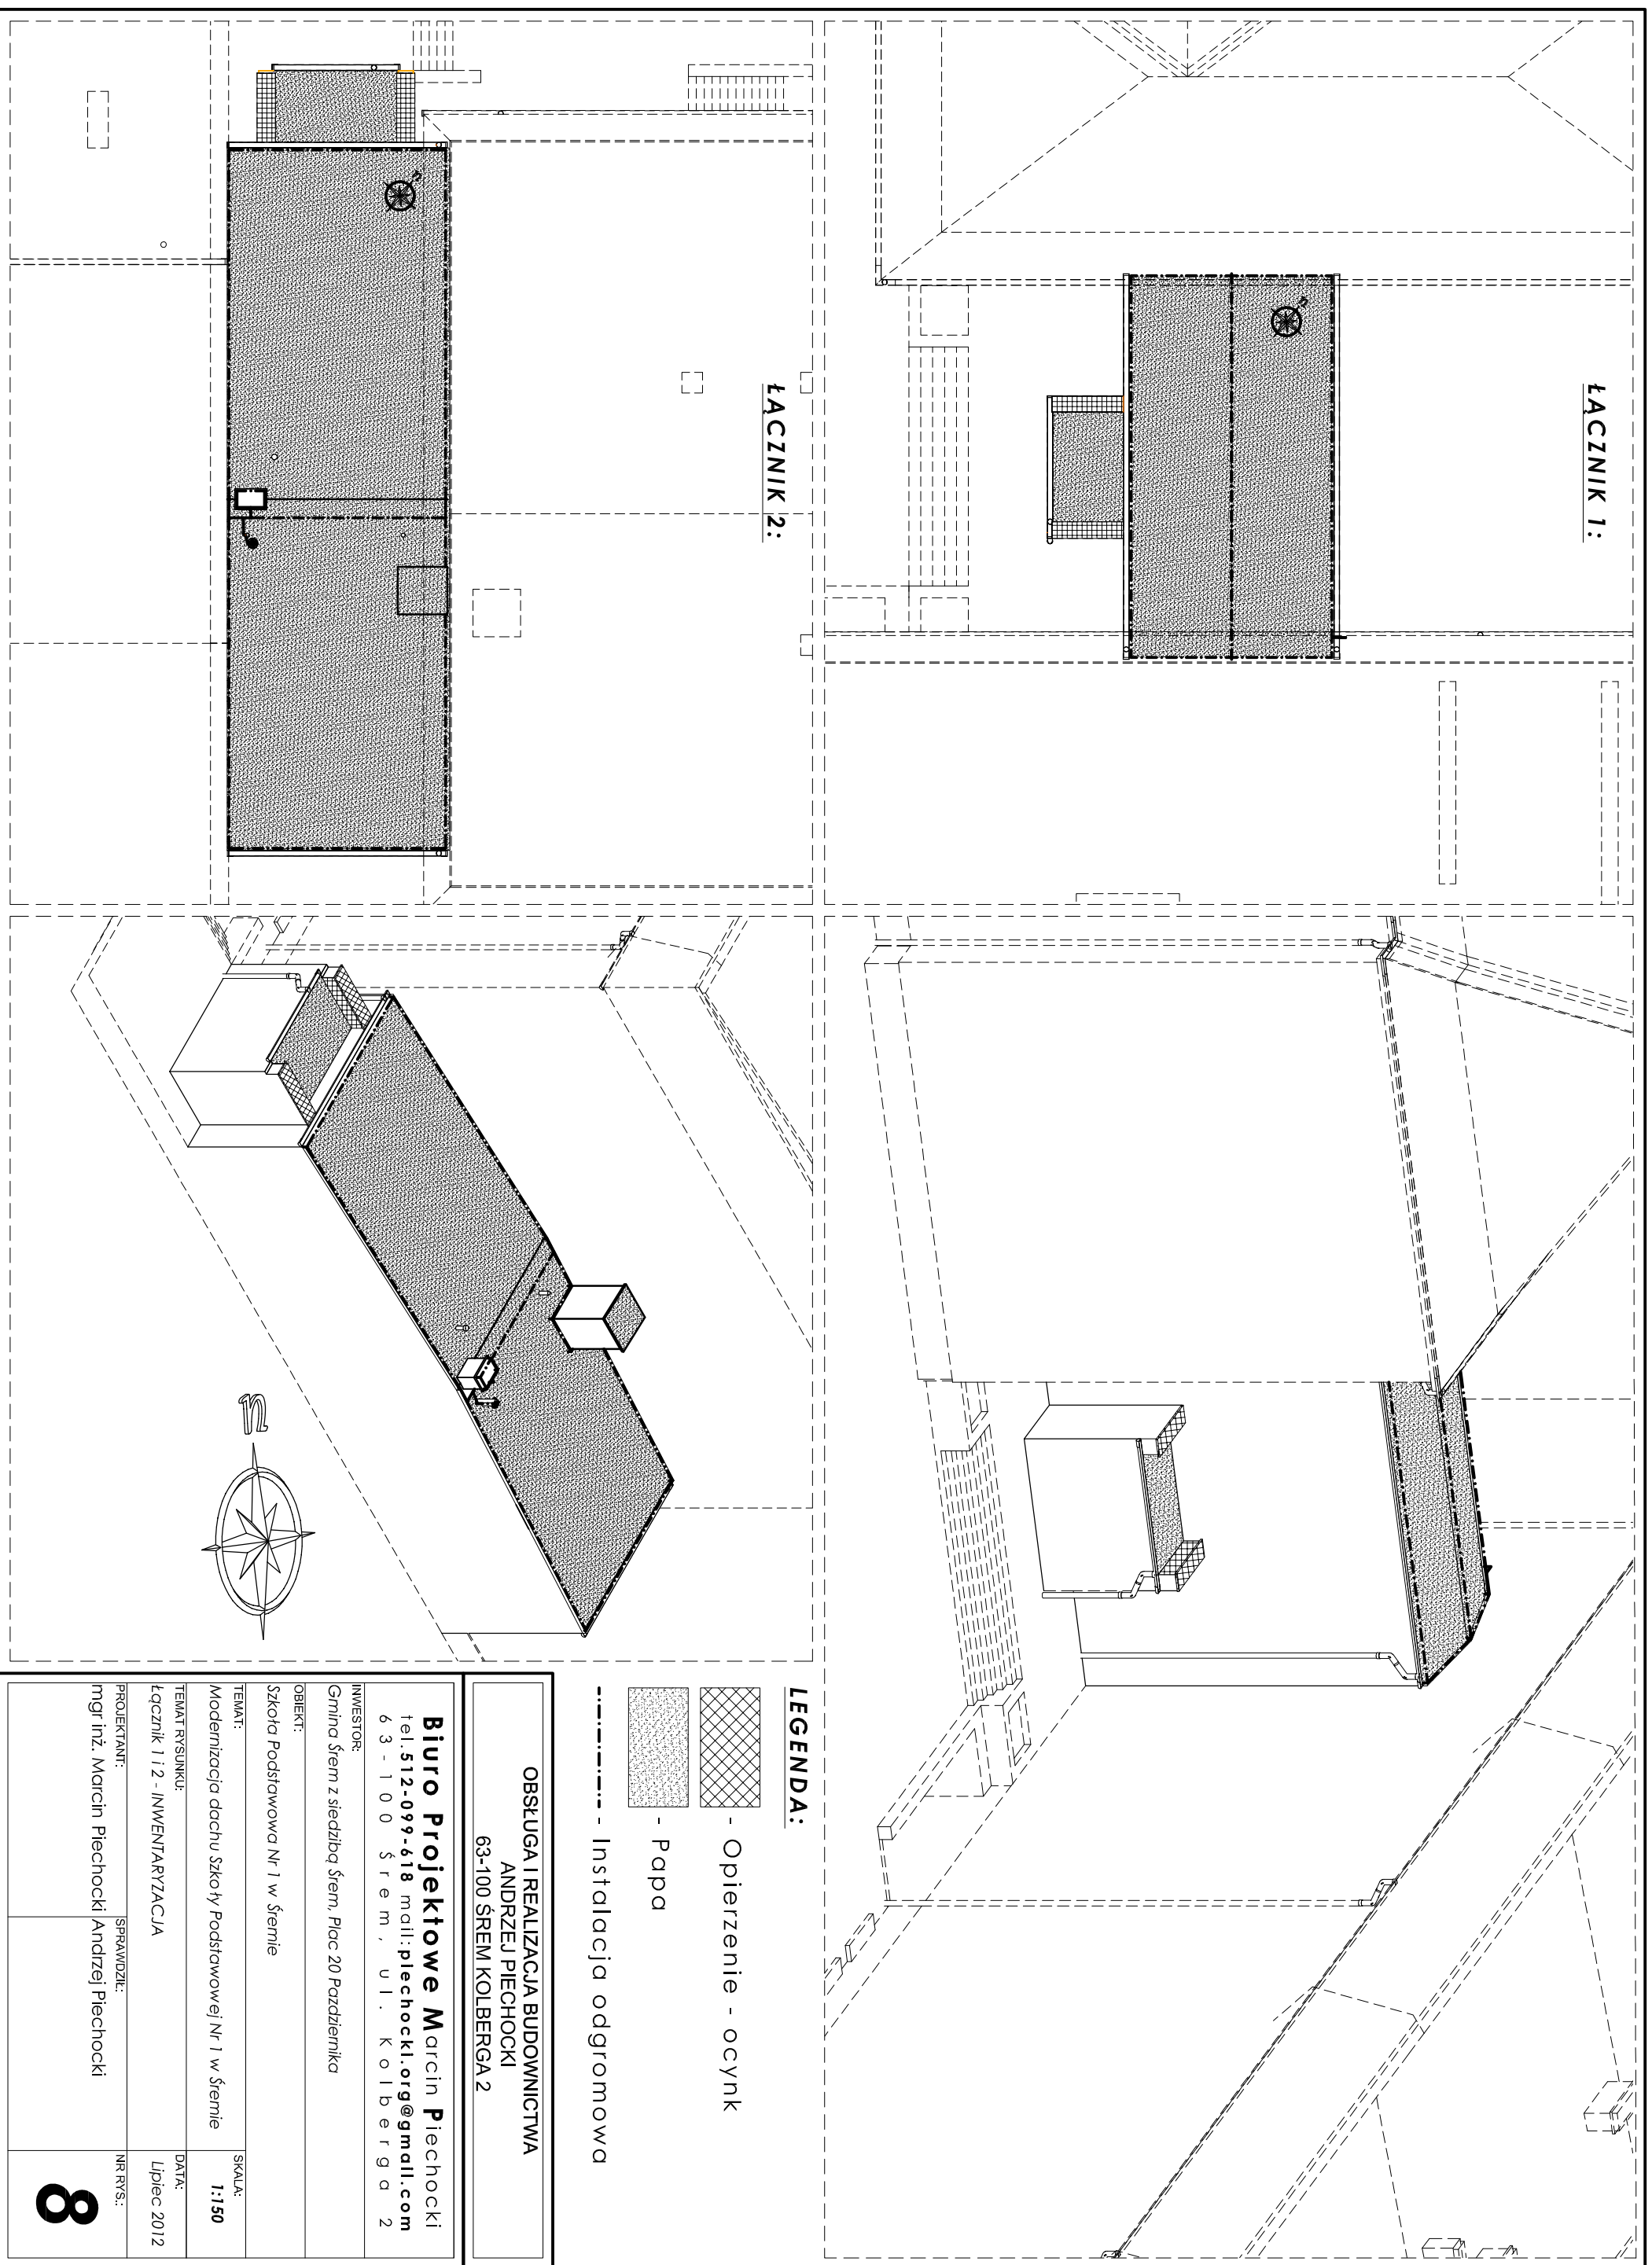 ŁĄCZNIK 1:
n
ŁĄCZNIK 2:
n
n
LEGENDA:
- Opierzenie - ocynk
- Papa
- Instalacja odgromowa
OBSŁUGA I REALIZACJA BUDOWNICTWA
ANDRZEJ PIECHOCKI
63-100 ŚREM KOLBERGA 2
Biuro Projektowe Marcin Piechocki
tel.512-099-618 mail:piechocki.org@gmail.com
63-100 Śrem, ul. Kolberga 2
INWESTOR:
Gmina Śrem z siedzibą Śrem, Plac 20 Pazdziernika
OBIEKT:
Szkoła Podstawowa Nr 1 w Śremie
TEMAT:
Modernizacja dachu Szkoły Podstawowej Nr 1 w Śremie
SKALA:
1:150
TEMAT RYSUNKU:
Łącznik 1 i 2 - INWENTARYZACJA
DATA:
Lipiec 2012
PROJEKTANT:
mgr inż. Marcin Piechocki
SPRAWDZIŁ:
Andrzej Piechocki
NR RYS.:
8